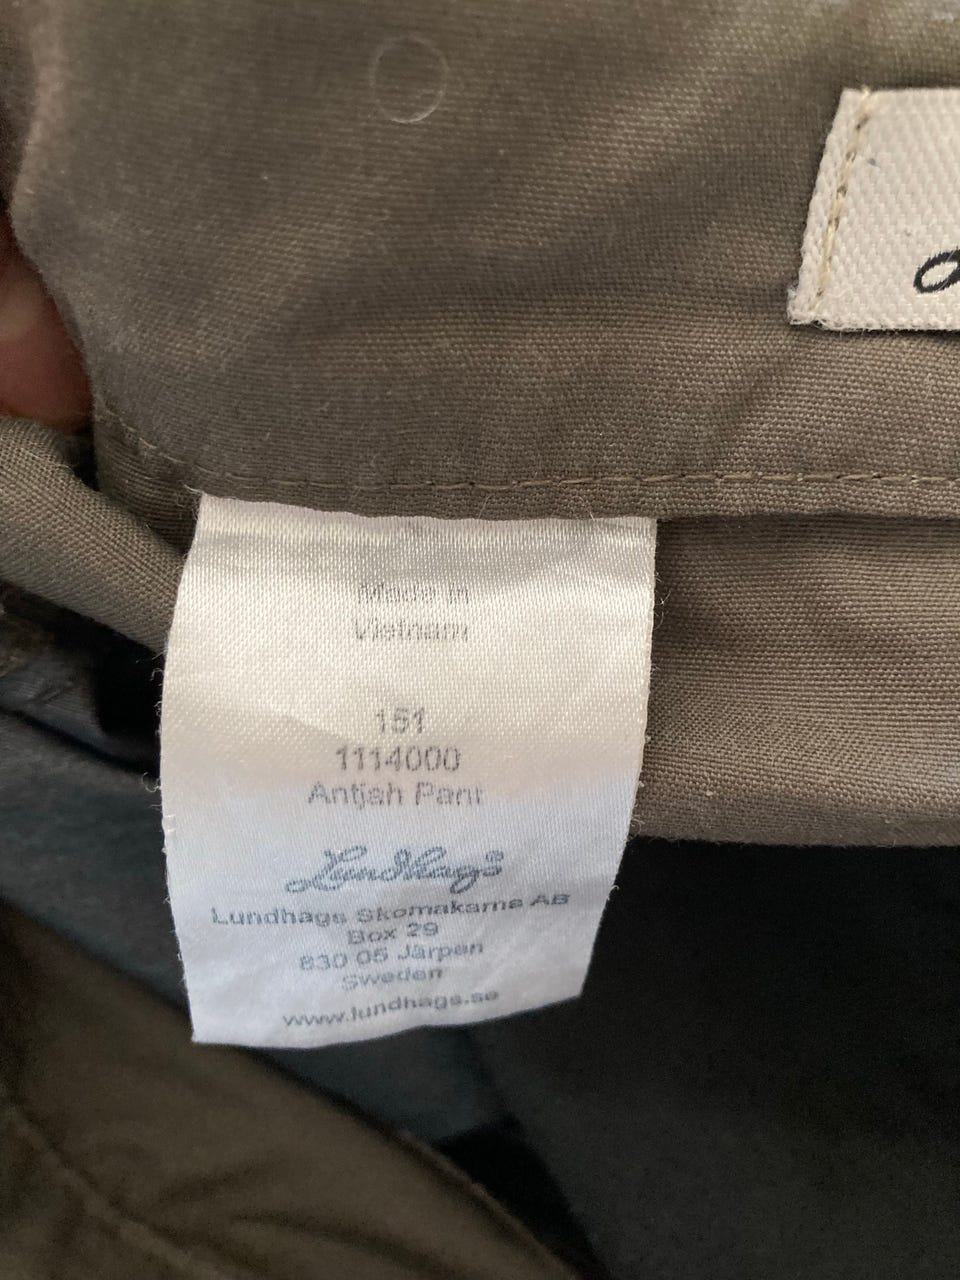 Made in
Vietnam
151
1114000
Antjah Pant
Lundhags
Lundhags Skomakarna AB
Box 29
830 05 Järpen
Sweden
www.lundhags.se